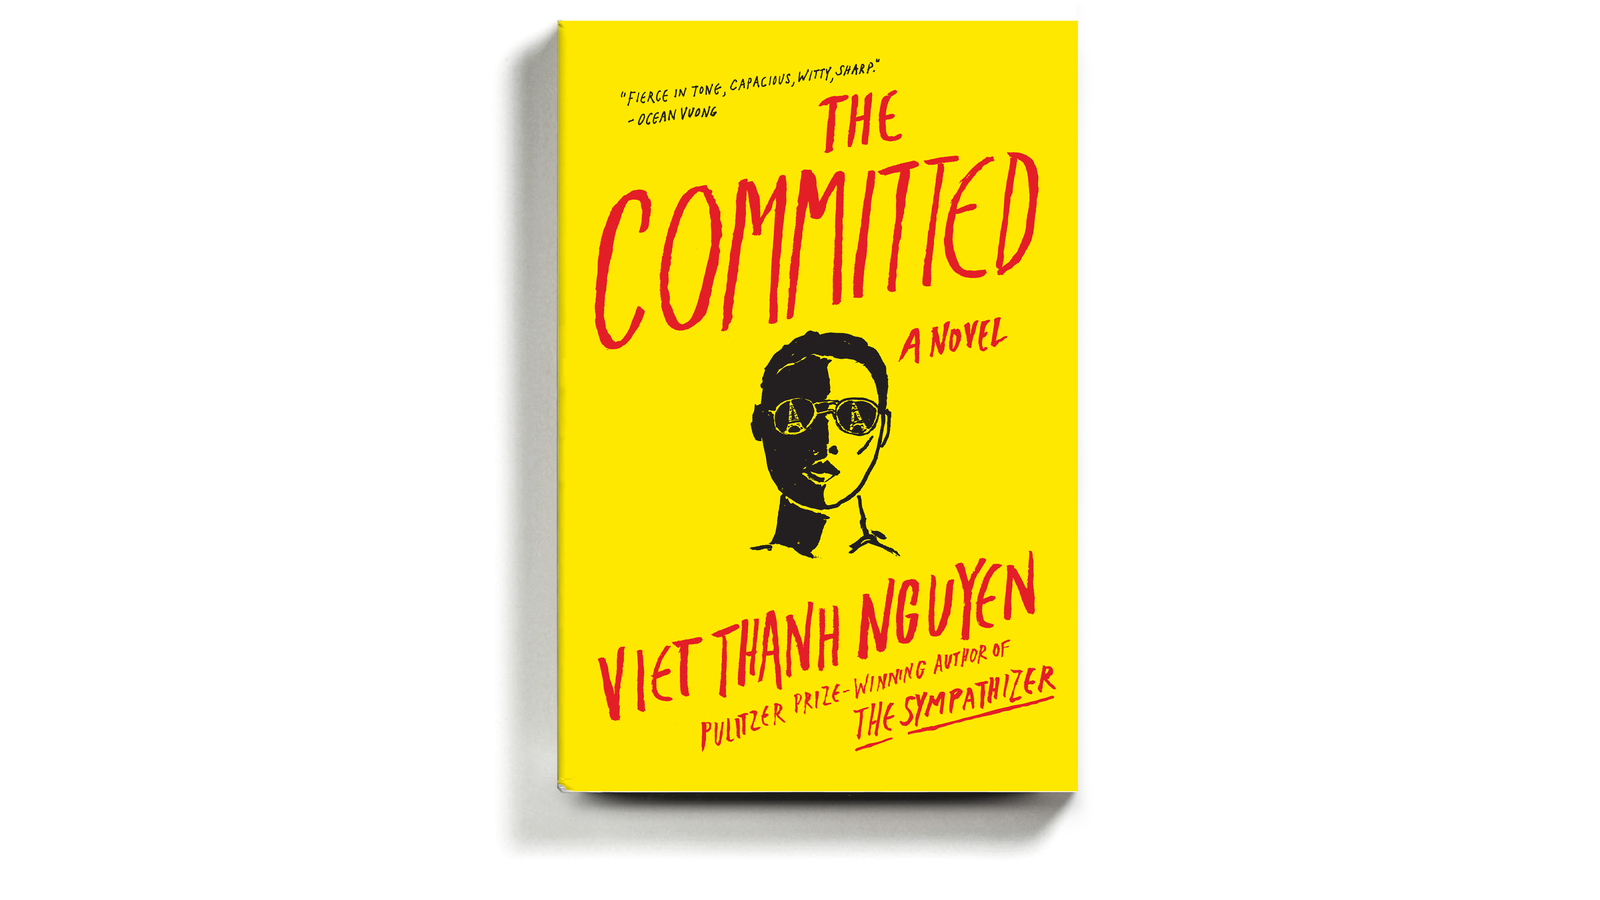 "FIERCE IN TONE, CAPACIOUS, WITTY, SHARP."
- OCEAN VUONG
THE
COMMITTED
A NOVEL
VIET THANH NGUYEN
PULITZER PRIZE-WINNING AUTHOR OF
THE SYMPATHIZER